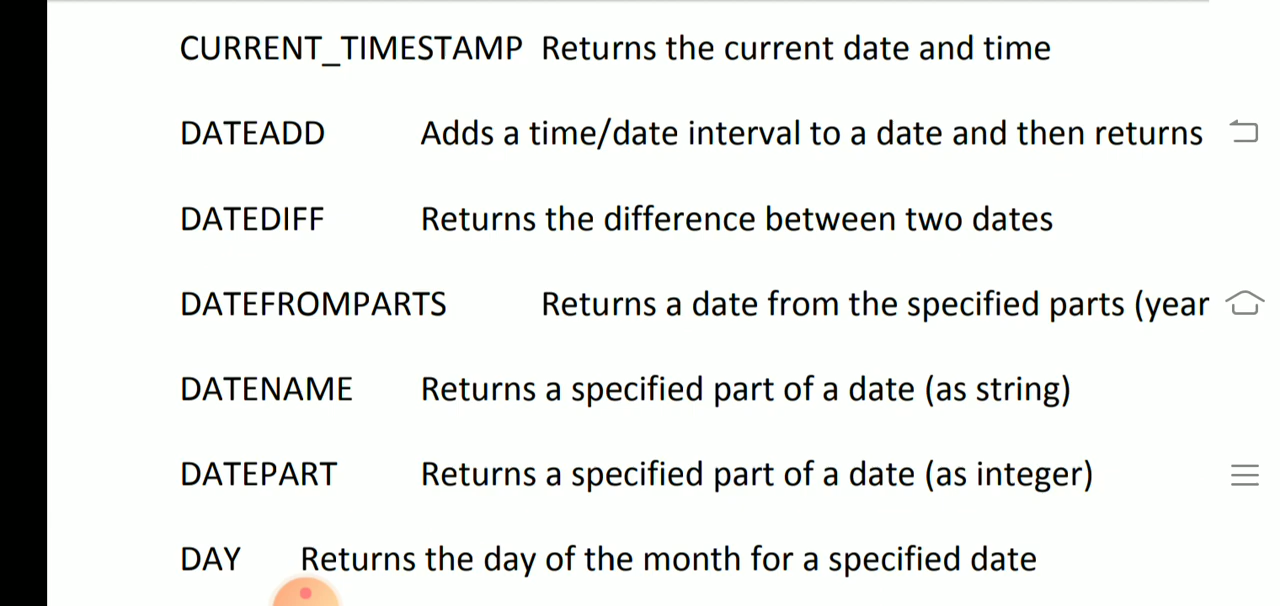 CURRENT_TIMESTAMP Returns the current date and time
DATEADD Adds a time/date interval to a date and then returns
DATEDIFF Returns the difference between two dates
DATEFROMPARTS Returns a date from the specified parts (year
DATENAME Returns a specified part of a date (as string)
DATEPART Returns a specified part of a date (as integer)
DAY Returns the day of the month for a specified date